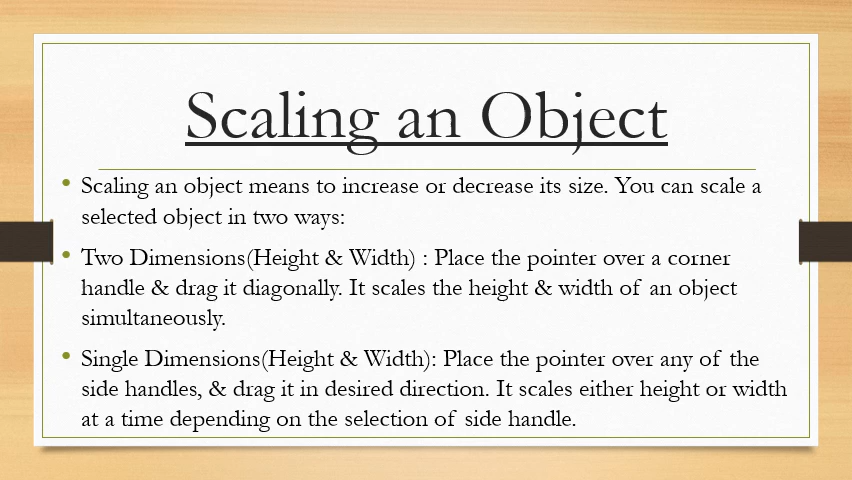 Scaling an Object
• Scaling an object means to increase or decrease its size. You can scale a
selected object in two ways:
• Two Dimensions(Height & Width) : Place the pointer over a corner
handle & drag it diagonally. It scales the height & width of an object
simultaneously.
• Single Dimensions(Height & Width): Place the pointer over any of the
side handles, & drag it in desired direction. It scales either height or width
at a time depending on the selection of side handle.